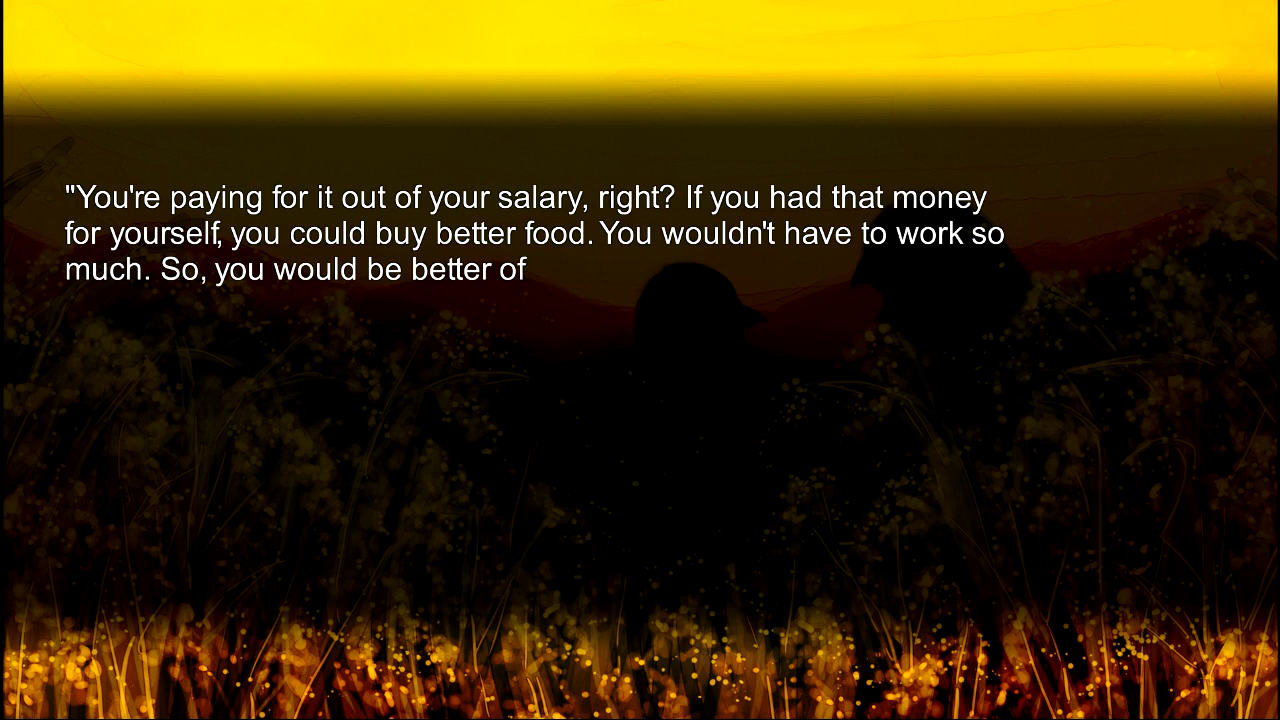 "You're paying for it out of your salary, right? If you had that money
for yourself, you could buy better food. You wouldn't have to work so
much. So, you would be better of